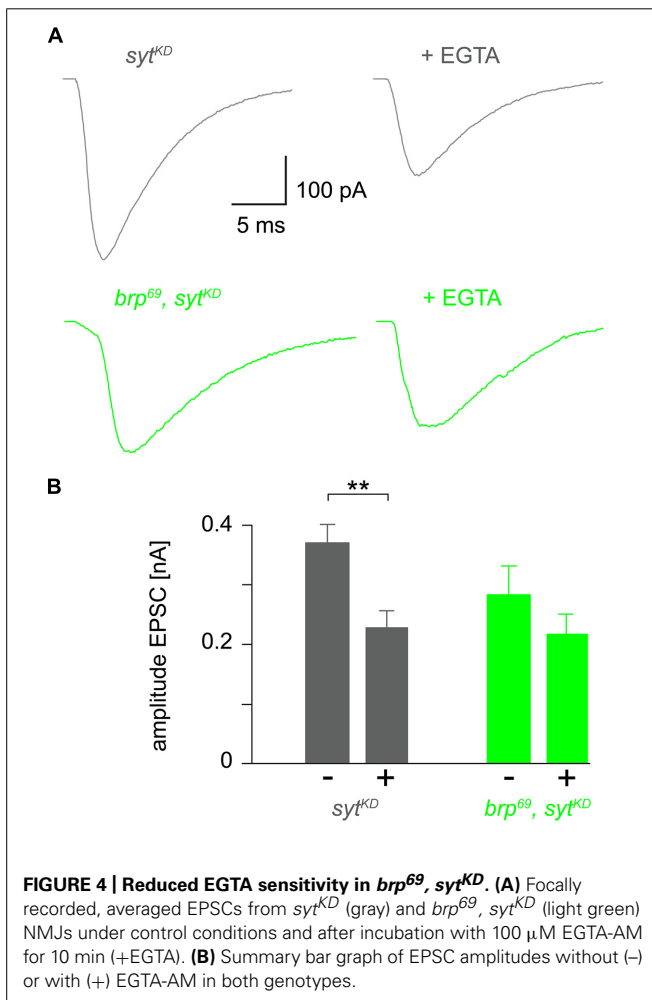 A
syt^KD
+ EGTA
100 pA
5 ms
brp^69, syt^KD
+ EGTA
B
**
amplitude EPSC [nA]
0.4
0.2
0
- + - +
syt^KD
brp^69, syt^KD
FIGURE 4 | Reduced EGTA sensitivity in brp^69, syt^KD. (A) Focally
recorded, averaged EPSCs from syt^KD (gray) and brp^69, syt^KD (light green)
NMJs under control conditions and after incubation with 100 μM EGTA-AM
for 10 min (+EGTA). (B) Summary bar graph of EPSC amplitudes without (–)
or with (+) EGTA-AM in both genotypes.